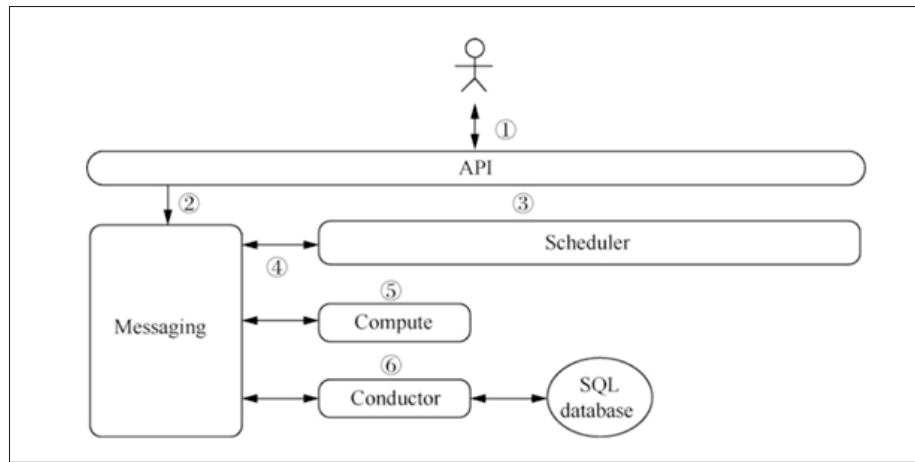 ①
API
②
③
Scheduler
④
Messaging
⑤
Compute
⑥
Conductor
SQL
database